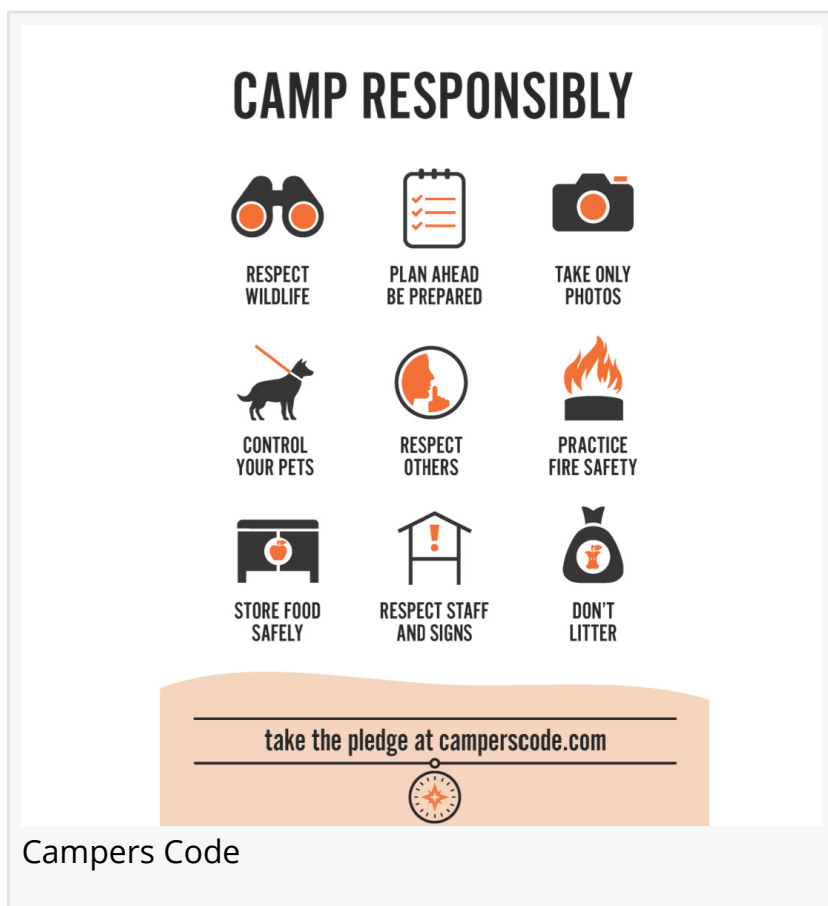 CAMP RESPONSIBLY
RESPECT
WILDLIFE
PLAN AHEAD
BE PREPARED
TAKE ONLY
PHOTOS
CONTROL
YOUR PETS
RESPECT
OTHERS
PRACTICE
FIRE SAFETY
STORE FOOD
SAFELY
RESPECT STAFF
AND SIGNS
DON'T
LITTER
take the pledge at camperscode.com
Campers Code